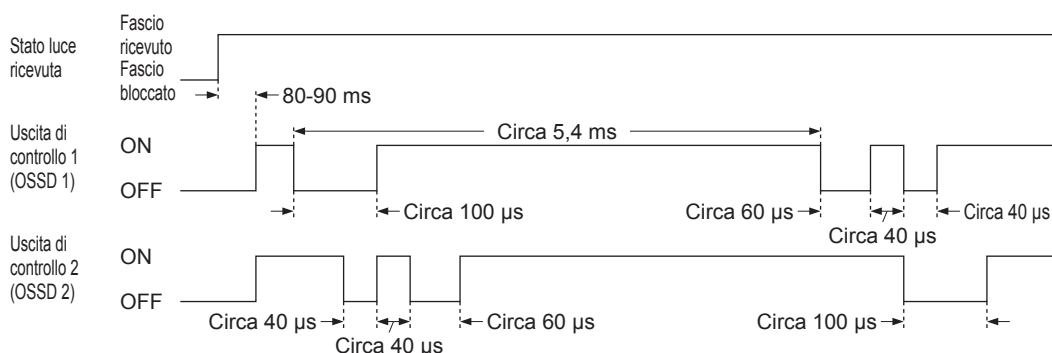 Stato luce
ricevuta
Fascio
ricevuto
Fascio
bloccato
80-90 ms
Uscita di
controllo 1
(OSSD 1)
ON
OFF
Circa 5,4 ms
Circa 100 µs
Circa 60 µs
Circa 40 µs
Circa 40 µs
Uscita di
controllo 2
(OSSD 2)
ON
OFF
Circa 40 µs
Circa 40 µs
Circa 60 µs
Circa 100 µs